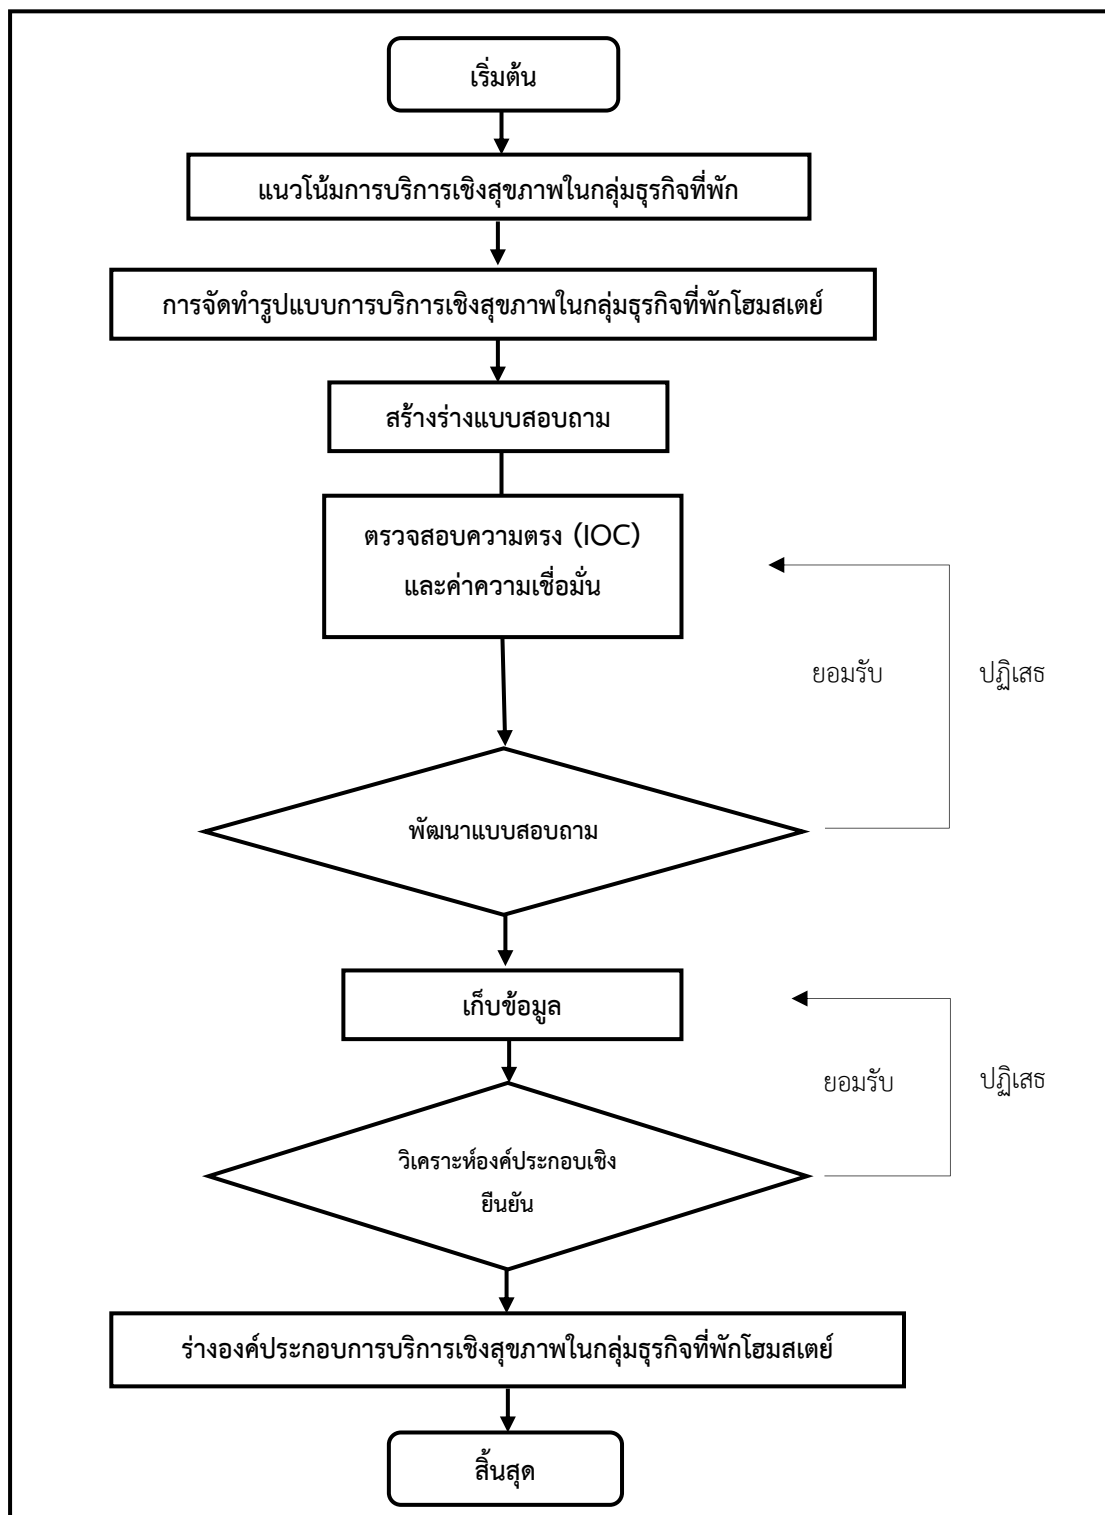 เริ่มต้น
แนวโน้มการบริการเชิงสุขภาพในกลุ่มธุรกิจที่พัก
การจัดทำรูปแบบการบริการเชิงสุขภาพในกลุ่มธุรกิจที่พักโฮมสเตย์
สร้างร่างแบบสอบถาม
ตรวจสอบความตรง (IOC)
และค่าความเชื่อมั่น
ยอมรับ
ปฏิเสธ
พัฒนาแบบสอบถาม
เก็บข้อมูล
ยอมรับ
ปฏิเสธ
วิเคราะห์องค์ประกอบเชิง
ยืนยัน
ร่างองค์ประกอบการบริการเชิงสุขภาพในกลุ่มธุรกิจที่พักโฮมสเตย์
สิ้นสุด